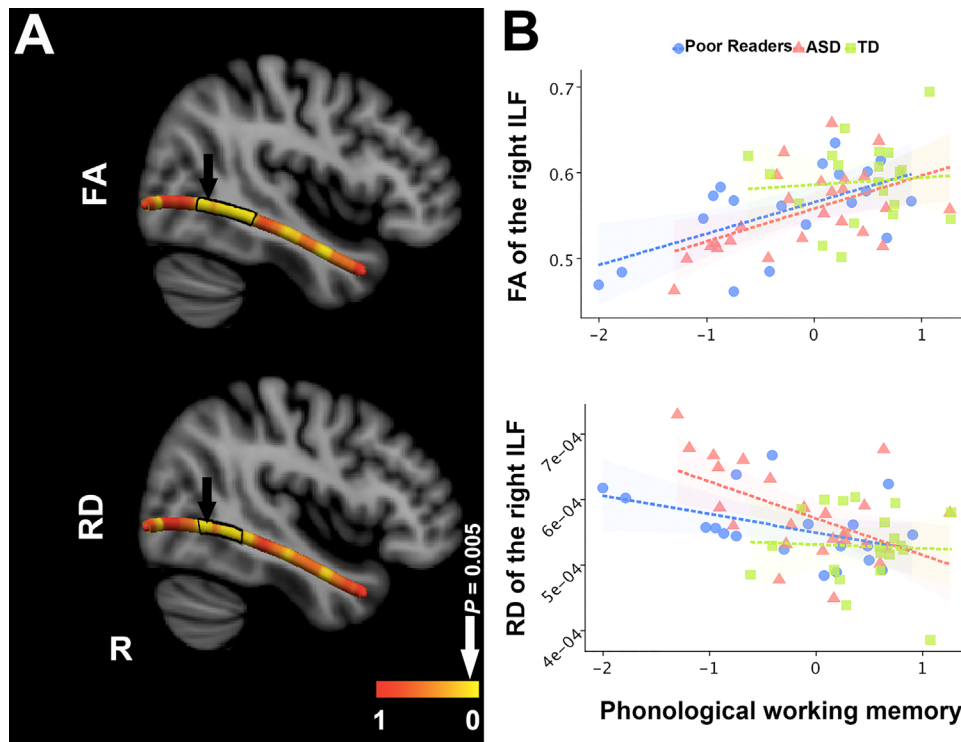 A
FA
RD
R
P = 0.005
1 0
B
Poor Readers ASD TD
FA of the right ILF
0.7
0.6
0.5
-2 -1 0 1
RD of the right ILF
7e-04
6e-04
5e-04
4e-04
-2 -1 0 1
Phonological working memory